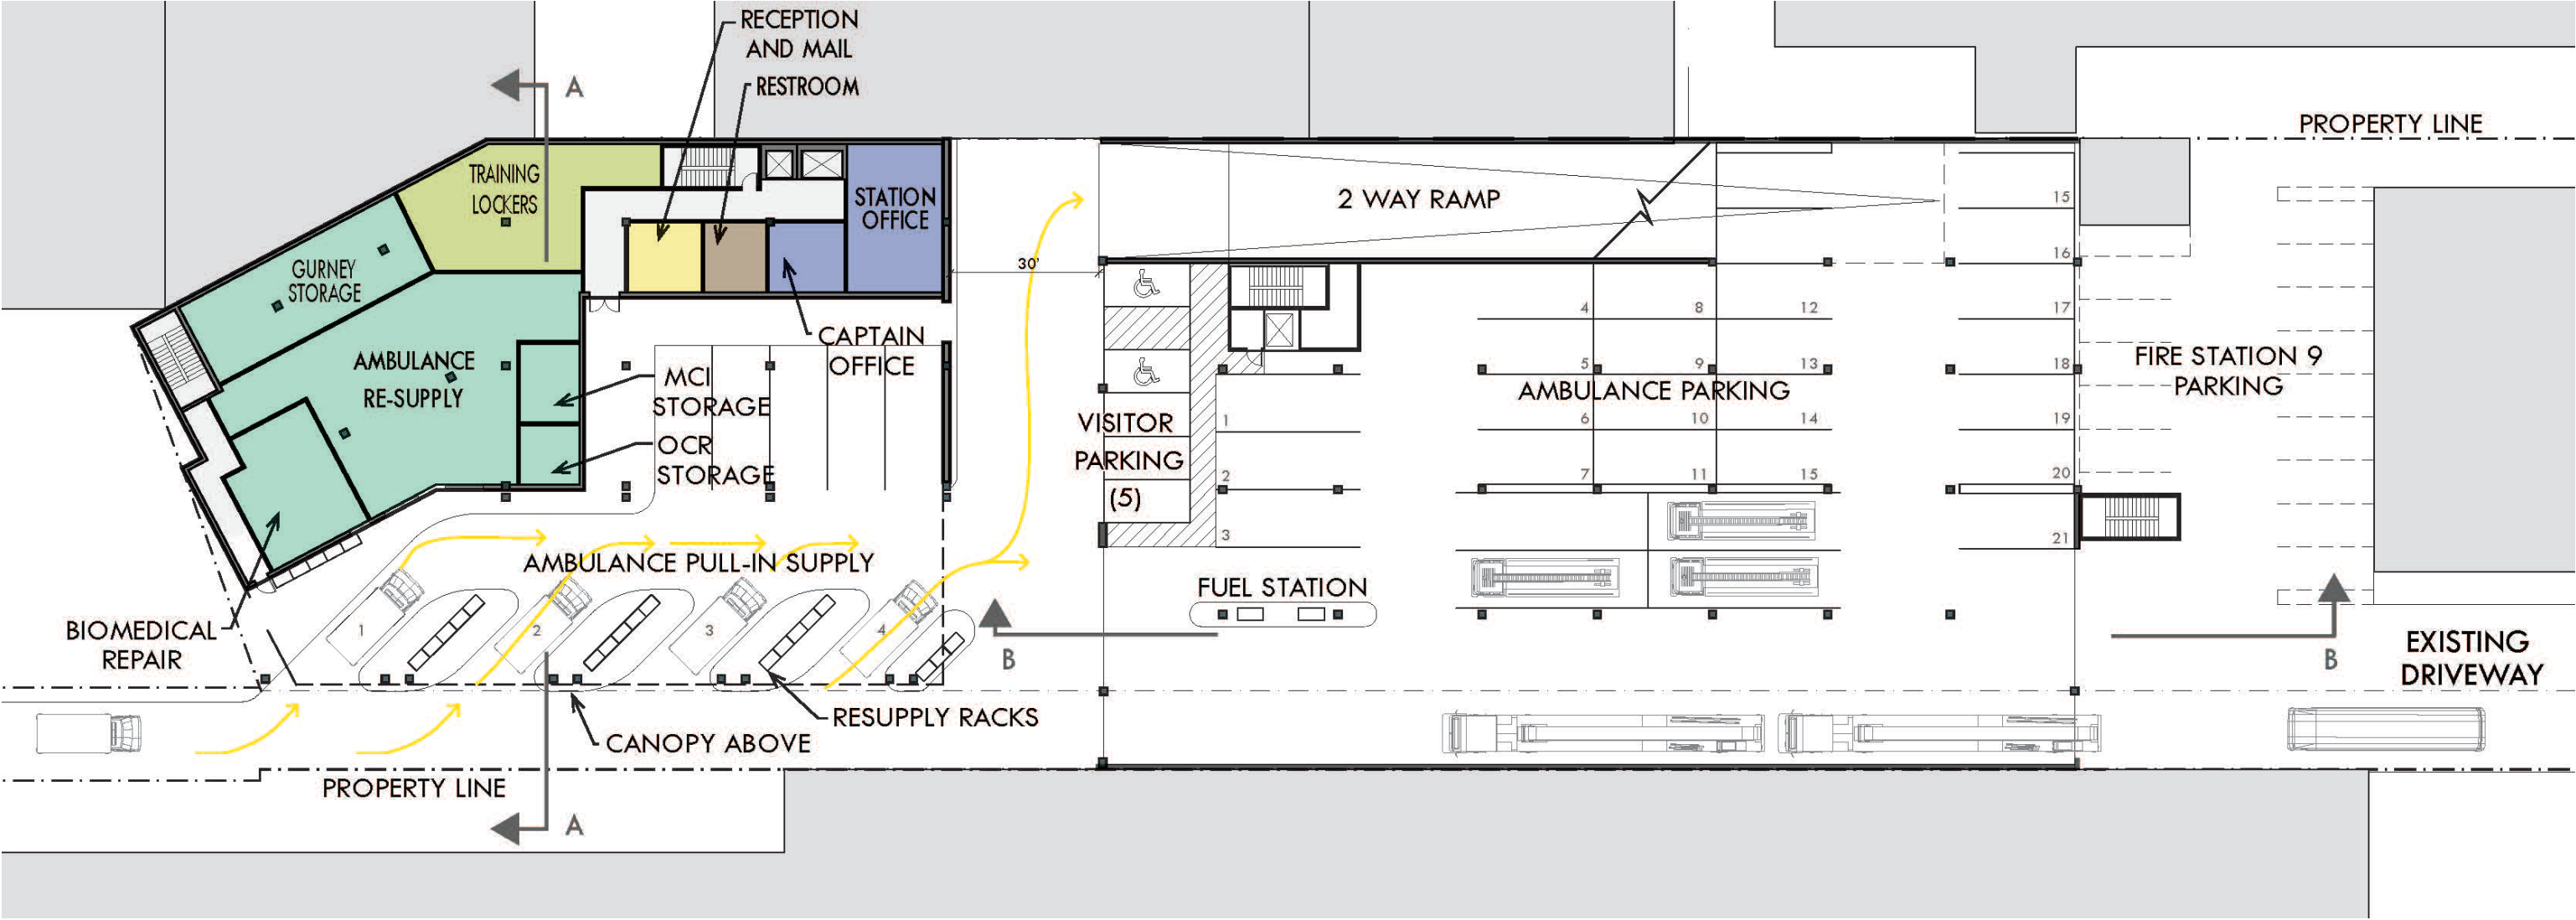 RECEPTION
AND MAIL
RESTROOM
A
PROPERTY LINE
TRAINING
LOCKERS
STATION
OFFICE
2 WAY RAMP
15
16
GURNEY
STORAGE
30'
4
8
12
17
CAPTAIN
OFFICE
AMBULANCE
RE-SUPPLY
MCI
STORAGE
OCR
STORAGE
5
9
13
18
AMBULANCE PARKING
FIRE STATION 9
PARKING
VISITOR
PARKING
(5)
1
6
10
14
19
2
7
11
15
20
3
21
AMBULANCE PULL-IN SUPPLY
FUEL STATION
BIOMEDICAL
REPAIR
1
2
3
4
B
B
EXISTING
DRIVEWAY
RESUPPLY RACKS
CANOPY ABOVE
PROPERTY LINE
A